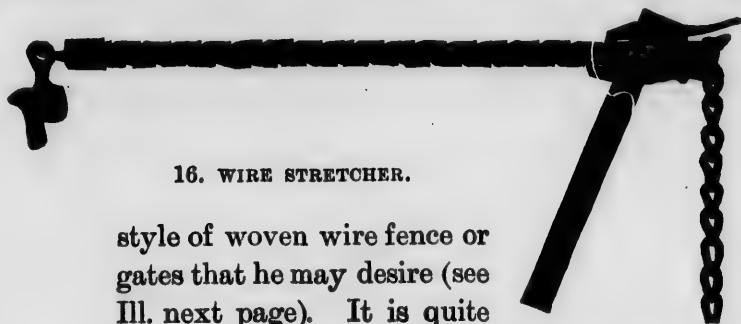 16. WIRE STRETCHER.
style of woven wire fence or
gates that he may desire (see
Ill. next page). It is quite